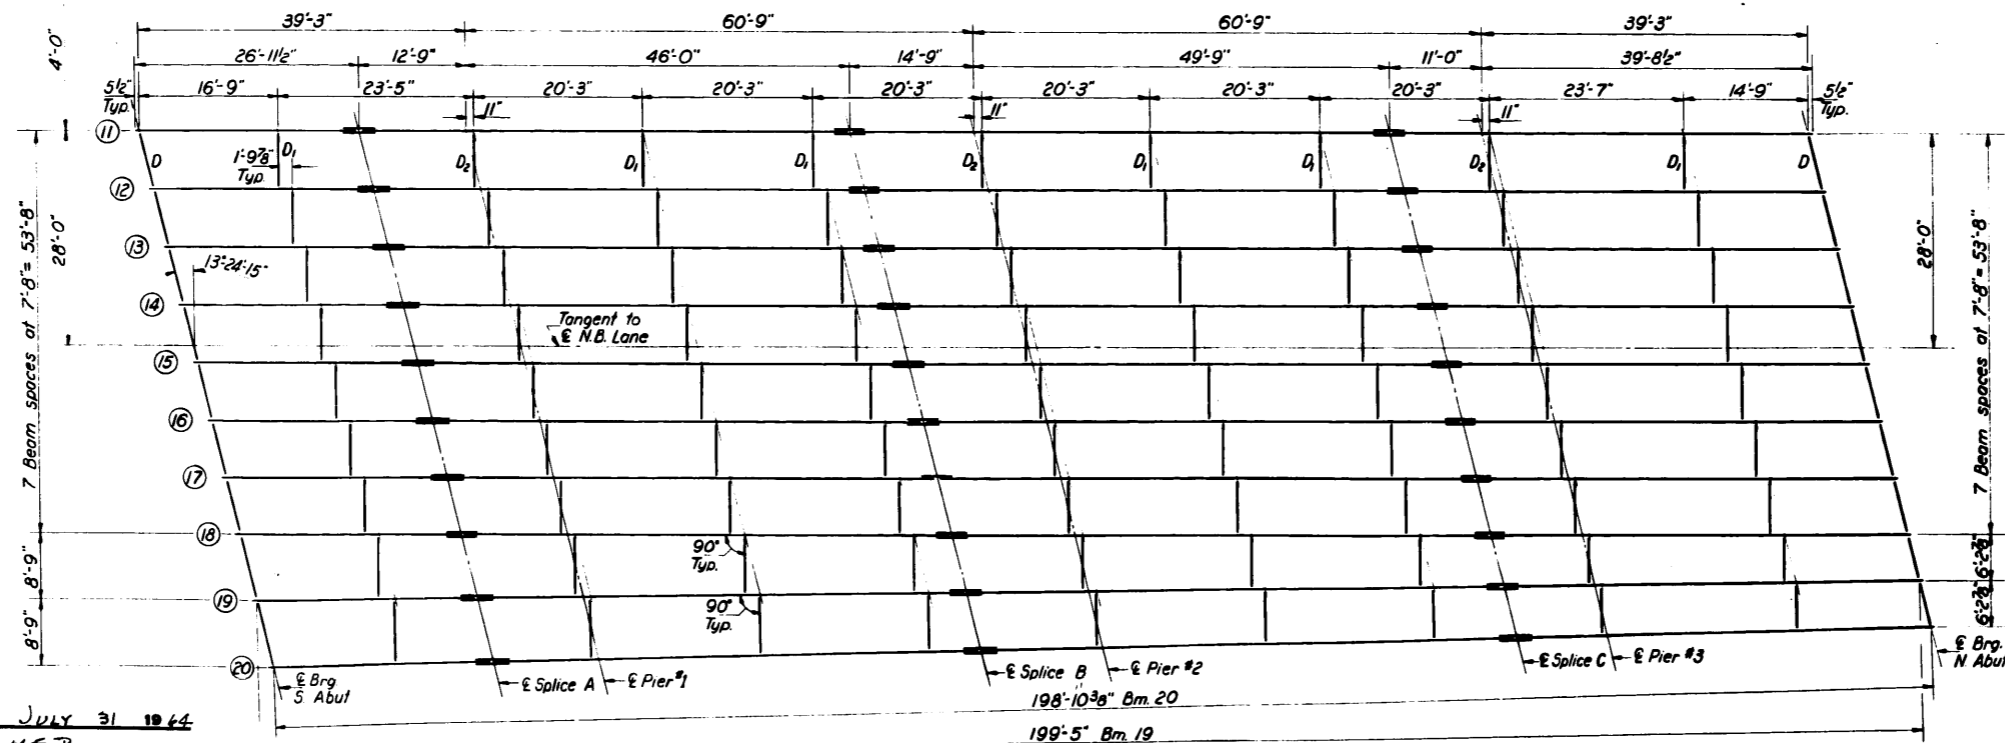 39'-3" 60'-9" 60'-9" 39'-3"
4'-0"
26'-11½" 12'-9" 46'-0" 14'-9" 49'-9" 11'-0" 39'-8½"
5½" Typ. 16'-9" 23'-5" 20'-3" 20'-3" 20'-3" 20'-3" 20'-3" 20'-3" 23'-7" 14'-9" 5½" Typ.
11" 11" 11"
11
D D1 D2 D1 D1 D2 D1 D1 D2 D1 D
1'-9⅞" Typ.
12
13
28'-0"
28'-0"
13°-24'-15"
14
Tangent to
℄ N.B. Lane
15
16
17
7 Beam spaces at 7'-8" = 53'-8"
7 Beam spaces at 7'-8" = 53'-8"
18
90°
Typ.
8'-9"
19
90°
Typ.
8'-9"
20
℄ Brg.
S. Abut
℄ Splice A
℄ Pier #1
℄ Splice B
℄ Pier #2
℄ Splice C
℄ Pier #3
℄ Brg.
N. Abut
198'-10⅜" Bm. 20
199'-5" Bm. 19
JULY 31 1964